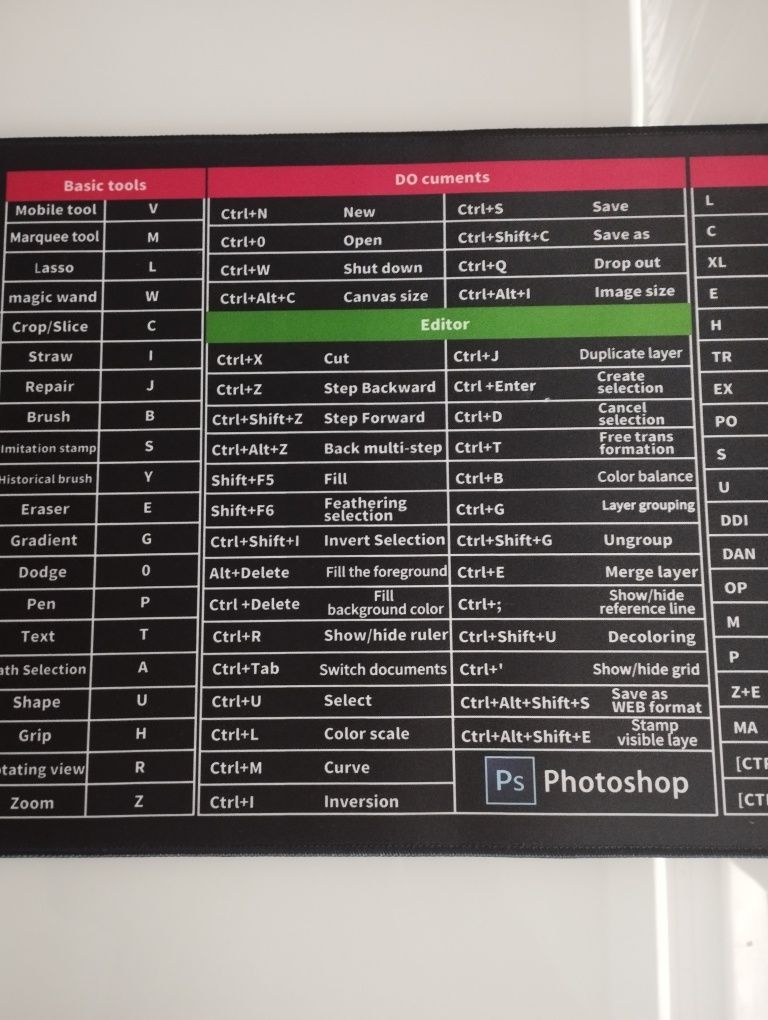 Basic tools
Mobile tool V
Marquee tool M
Lasso L
magic wand W
Crop/Slice C
Straw I
Repair J
Brush B
Imitation stamp S
Historical brush Y
Eraser E
Gradient G
Dodge 0
Pen P
Text T
ath Selection A
Shape U
Grip H
tating view R
Zoom Z
DO cuments
Ctrl+N New Ctrl+S Save
Ctrl+0 Open Ctrl+Shift+C Save as
Ctrl+W Shut down Ctrl+Q Drop out
Ctrl+Alt+C Canvas size Ctrl+Alt+I Image size
Editor
Ctrl+X Cut Ctrl+J Duplicate layer
Ctrl+Z Step Backward Ctrl +Enter Create
selection
Ctrl+Shift+Z Step Forward Ctrl+D Cancel
selection
Ctrl+Alt+Z Back multi-step Ctrl+T Free trans
formation
Shift+F5 Fill Ctrl+B Color balance
Shift+F6 Feathering
selection Ctrl+G Layer grouping
Ctrl+Shift+I Invert Selection Ctrl+Shift+G Ungroup
Alt+Delete Fill the foreground Ctrl+E Merge layer
Ctrl +Delete Fill
background color Ctrl+; Show/hide
reference line
Ctrl+R Show/hide ruler Ctrl+Shift+U Decoloring
Ctrl+Tab Switch documents Ctrl+' Show/hide grid
Ctrl+U Select Ctrl+Alt+Shift+S Save as
WEB format
Ctrl+L Color scale Ctrl+Alt+Shift+E Stamp
visible laye
Ctrl+M Curve
Ctrl+I Inversion
Ps Photoshop
L
C
XL
E
H
TR
EX
PO
S
U
DDI
DAN
OP
M
P
Z+E
MA
[CTR
[CTI